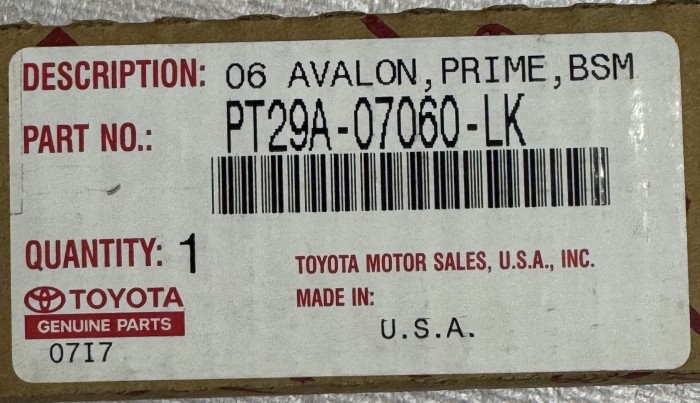 DESCRIPTION: 06 AVALON,PRIME,BSM
PART NO.: PT29A-07060-LK
QUANTITY: 1
TOYOTA MOTOR SALES, U.S.A., INC.
TOYOTA
MADE IN:
GENUINE PARTS
U.S.A.
07I7